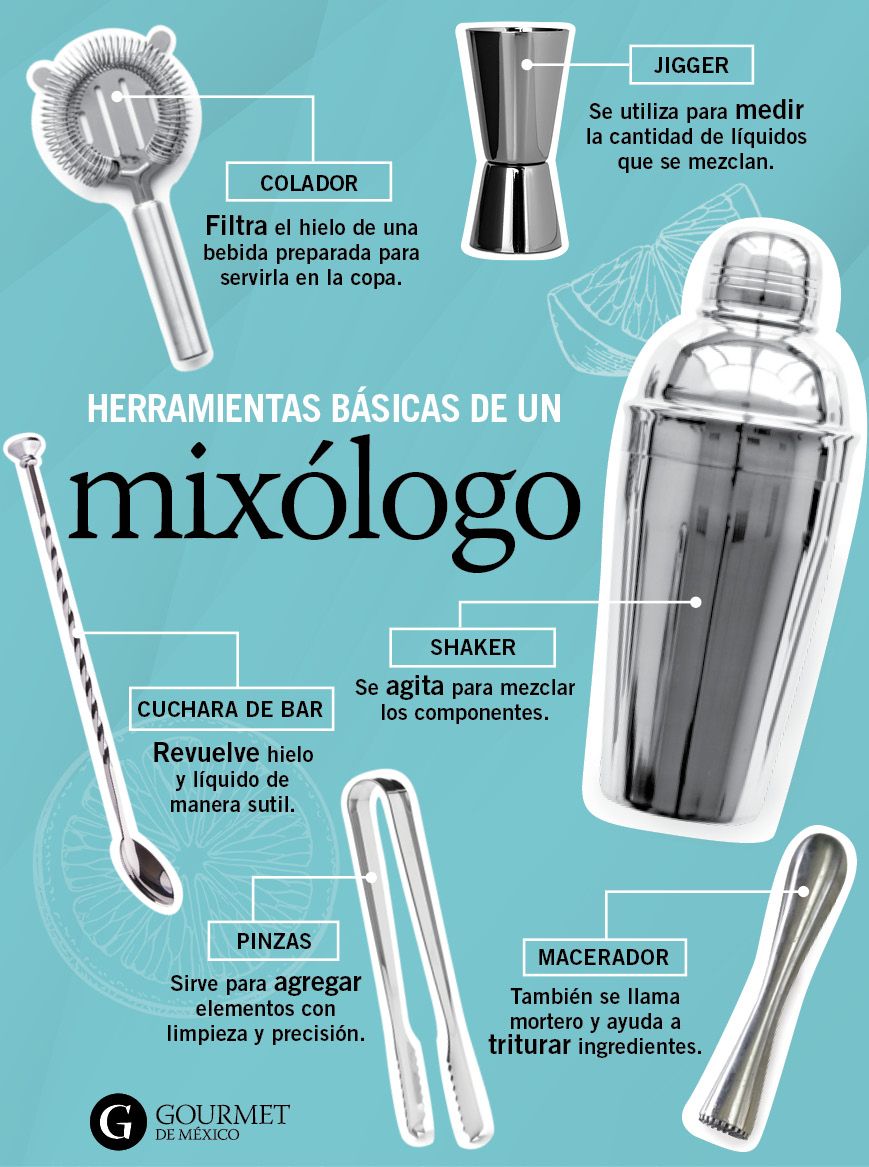 COLADOR
Filtra el hielo de una
bebida preparada para
servirla en la copa.
JIGGER
Se utiliza para medir
la cantidad de líquidos
que se mezclan.
HERRAMIENTAS BÁSICAS DE UN
mixólogo
SHAKER
Se agita para mezclar
los componentes.
CUCHARA DE BAR
Revuelve hielo
y líquido de
manera sutil.
PINZAS
Sirve para agregar
elementos con
limpieza y precisión.
MACERADOR
También se llama
mortero y ayuda a
triturar ingredientes.
G
GOURMET
DE MÉXICO